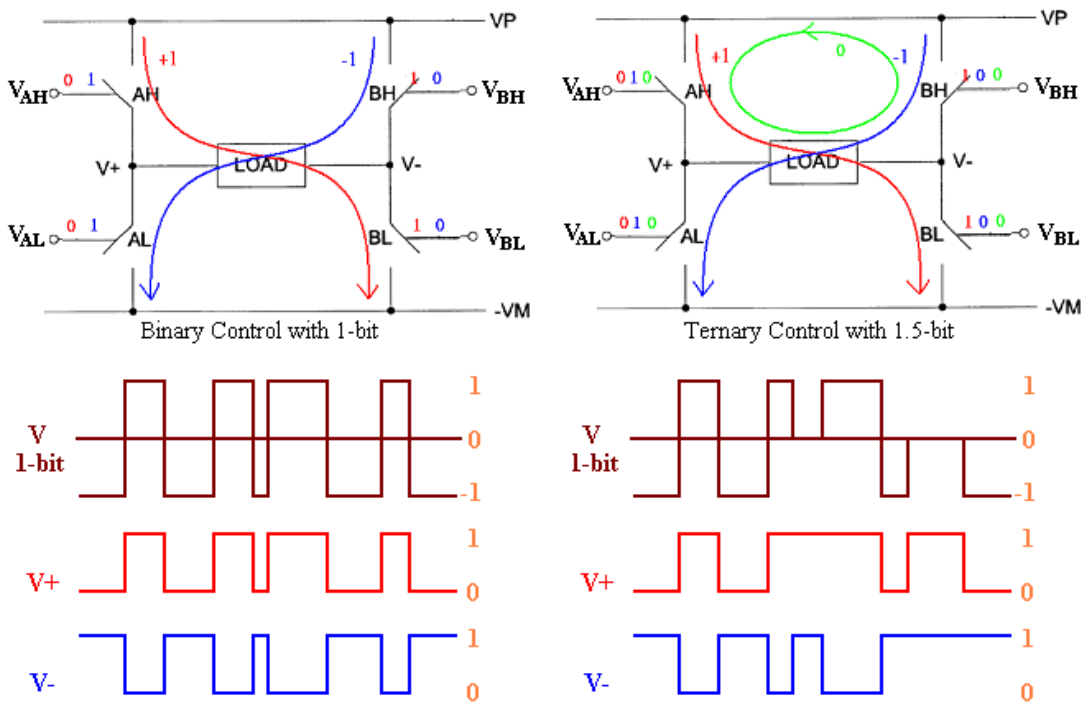 VP
+1
-1
V_AH
0 1
AH
BH
1 0
V_BH
V+
LOAD
V-
V_AL
0 1
AL
BL
1 0
V_BL
-VM
Binary Control with 1-bit
VP
+1
0
-1
V_AH
0 1 0
AH
BH
1 0 0
V_BH
V+
LOAD
V-
V_AL
0 1 0
AL
BL
1 0 0
V_BL
-VM
Ternary Control with 1.5-bit
V
1-bit
1
0
-1
V+
1
0
V-
1
0
V
1-bit
1
0
-1
V+
1
0
V-
1
0